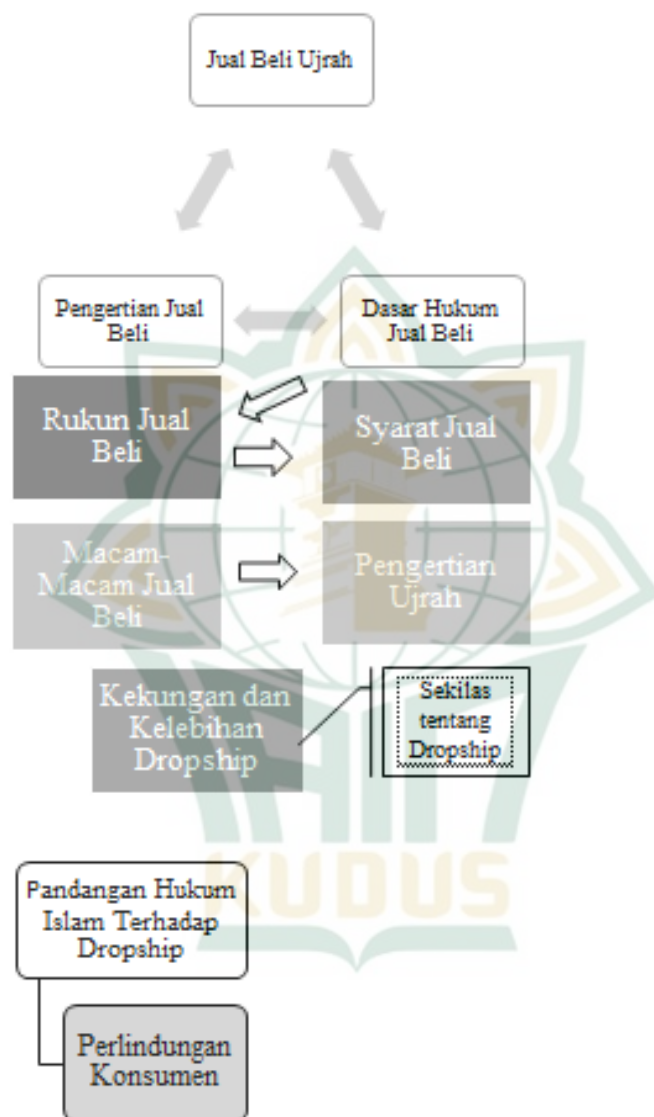 Jual Beli Ujrah
Pengertian Jual
Beli
Dasar Hukum
Jual Beli
Rukun Jual
Beli
Syarat Jual
Beli
Macam-
Macam Jual
Beli
Pengertian
Ujrah
Kekungan dan
Kelebihan
Dropship
Sekilas
tentang
Dropship
IAIN
KUDUS
Pandangan Hukum
Islam Terhadap
Dropship
Perlindungan
Konsumen